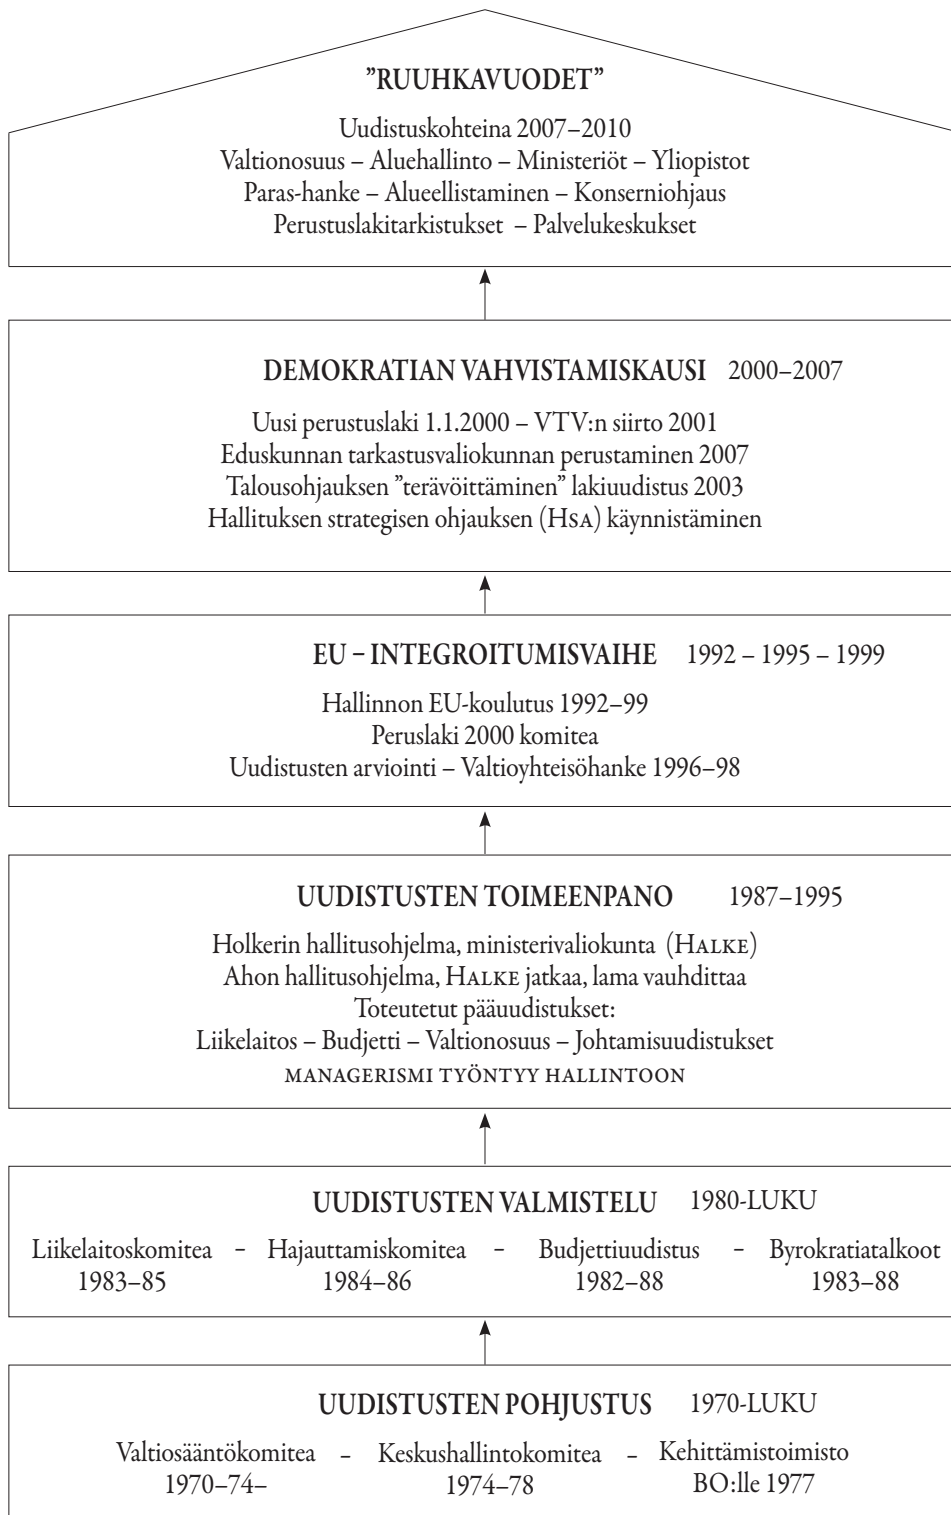 ”RUUHKAVUODET”
Uudistuskohteina 2007–2010
Valtionosuus – Aluehallinto – Ministeriöt – Yliopistot
Paras-hanke – Alueellistaminen – Konserniohjaus
Perustuslakitarkistukset – Palvelukeskukset
DEMOKRATIAN VAHVISTAMISKAUSI 2000–2007
Uusi perustuslaki 1.1.2000 – VTV:n siirto 2001
Eduskunnan tarkastusvaliokunnan perustaminen 2007
Talousohjauksen ”terävöittäminen” lakiuudistus 2003
Hallituksen strategisen ohjauksen (HSA) käynnistäminen
EU – INTEGROITUMISVAIHE 1992 – 1995 – 1999
Hallinnon EU-koulutus 1992–99
Peruslaki 2000 komitea
Uudistusten arviointi – Valtioyhteisöhanke 1996–98
UUDISTUSTEN TOIMEENPANO 1987–1995
Holkerin hallitusohjelma, ministerivaliokunta (HALKE)
Ahon hallitusohjelma, HALKE jatkaa, lama vauhdittaa
Toteutetut pääuudistukset:
Liikelaitos – Budjetti – Valtionosuus – Johtamisuudistukset
MANAGERISMI TYÖNTYY HALLINTOON
UUDISTUSTEN VALMISTELU 1980-LUKU
Liikelaitoskomitea – Hajauttamiskomitea – Budjettiuudistus – Byrokratiatalkoot
1983–85 1984–86 1982–88 1983–88
UUDISTUSTEN POHJUSTUS 1970-LUKU
Valtiosääntökomitea – Keskushallintokomitea – Kehittämistoimisto
1970–74– 1974–78 BO:lle 1977